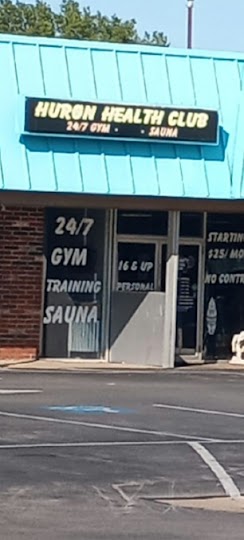 HURON HEALTH CLUB
24/7 GYM · · SAUNA
24/7
GYM
TRAINING
SAUNA
16 & UP
PERSONAL
STARTIN
$25/ MO
NO CONTR